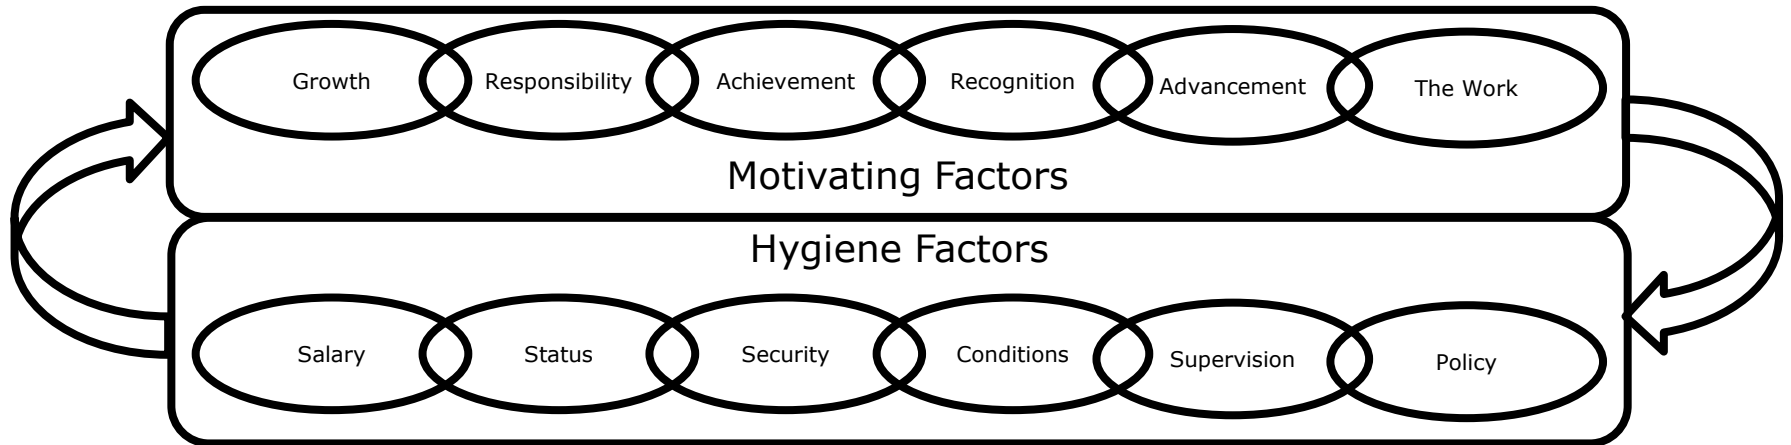 Growth
Responsibility
Achievement
Recognition
Advancement
The Work
Motivating Factors
Hygiene Factors
Salary
Status
Security
Conditions
Supervision
Policy